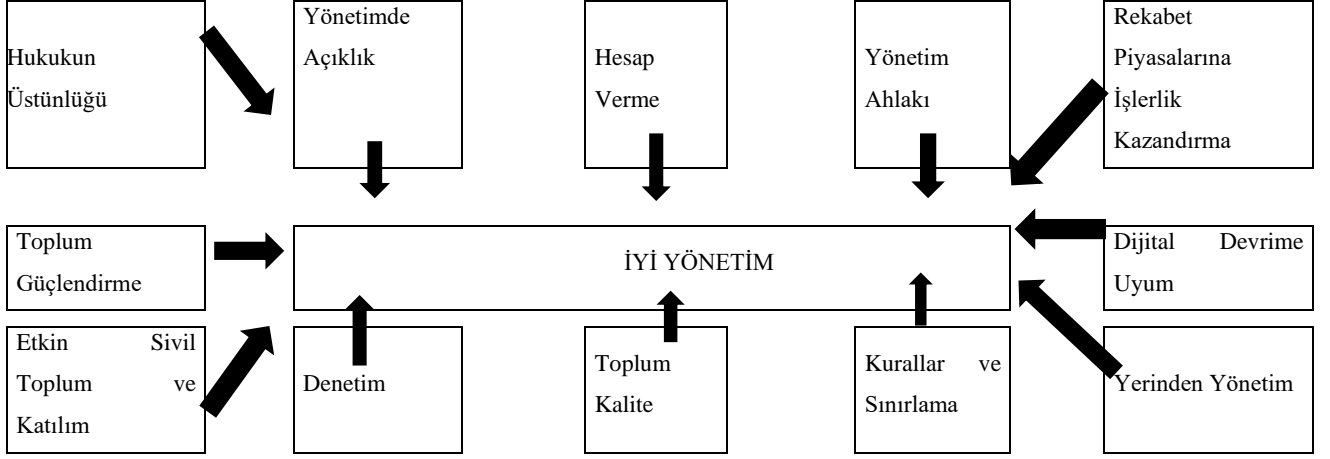 Hukukun
Üstünlüğü
Yönetimde
Açıklık
Hesap
Verme
Yönetim
Ahlakı
Rekabet
Piyasalarına
İşlerlik
Kazandırma
Toplum
Güçlendirme
İYİ YÖNETİM
Dijital Devrime
Uyum
Etkin Sivil
Toplum ve
Katılım
Denetim
Toplum
Kalite
Kurallar ve
Sınırlama
Yerinden Yönetim